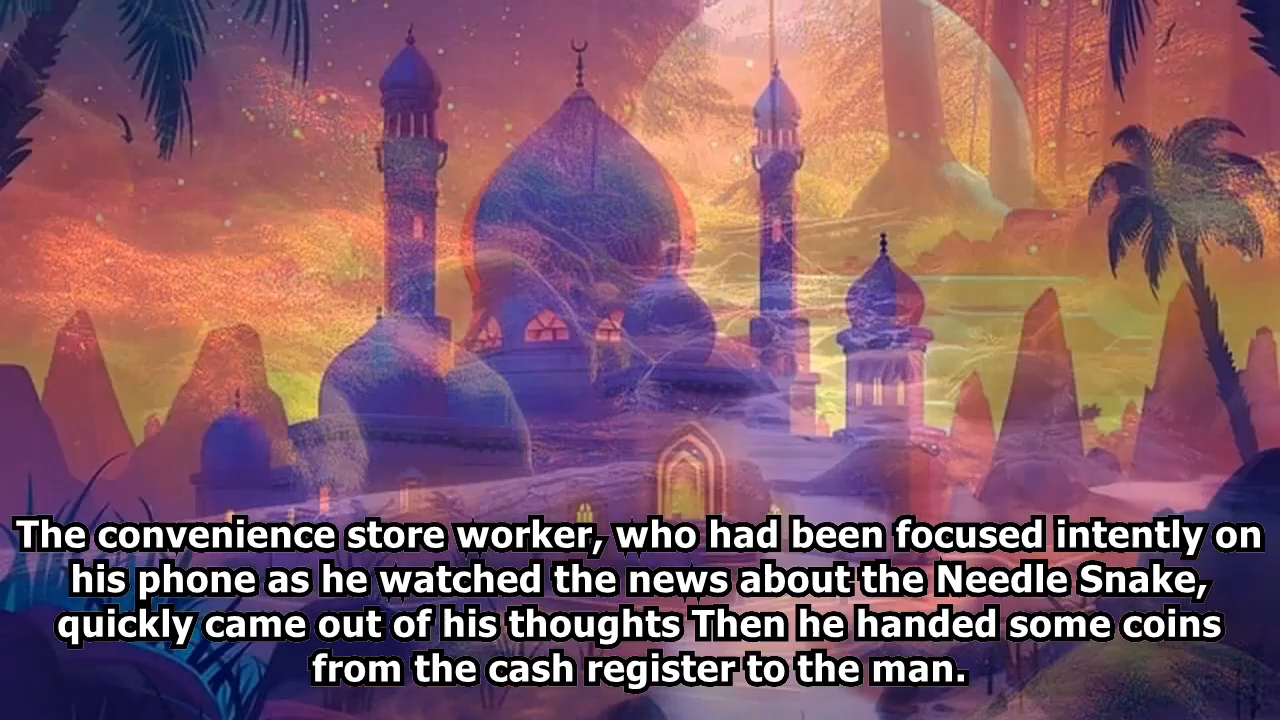 The convenience store worker, who had been focused intently on
his phone as he watched the news about the Needle Snake,
quickly came out of his thoughts Then he handed some coins
from the cash register to the man.